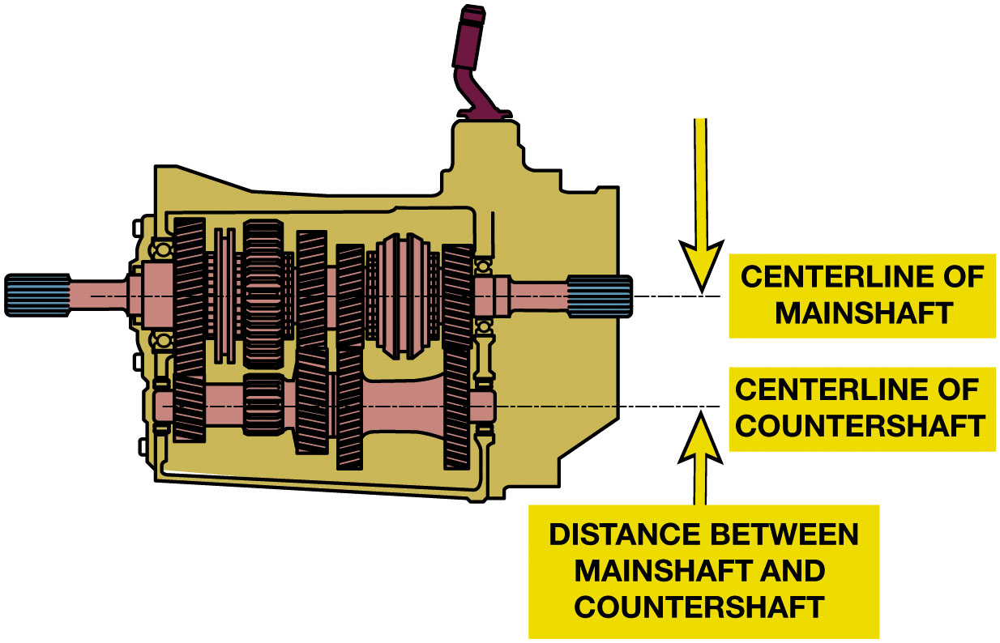 CENTERLINE OF
MAINSHAFT
CENTERLINE OF
COUNTERSHAFT
DISTANCE BETWEEN
MAINSHAFT AND
COUNTERSHAFT